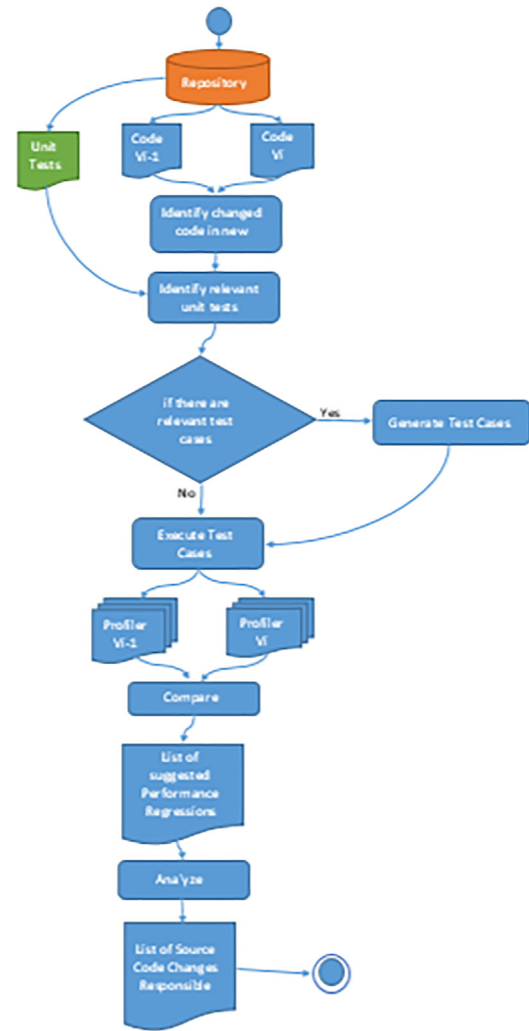 Repository
Unit
Tests
Code
Vi-1
Code
Vi
Identify changed
code in new
Identify relevant
unit tests
if there are
relevant test
cases
Yes
Generate Test Cases
No
Execute Test
Cases
Profiler
Vi-1
Profiler
Vi
Compare
List of
suggested
Performance
Regressions
Analyze
List of Source
Code Changes
Responsible